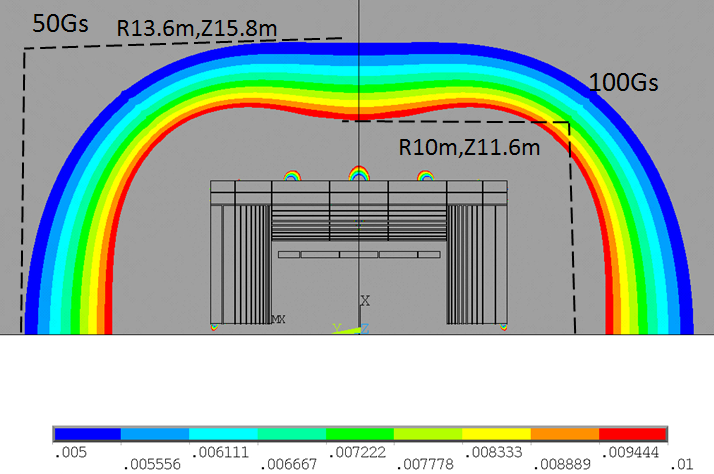 50Gs
R13.6m,Z15.8m
100Gs
R10m,Z11.6m
X
MX
Y
Z
.005
.005556
.006111
.006667
.007222
.007778
.008333
.008889
.009444
.01